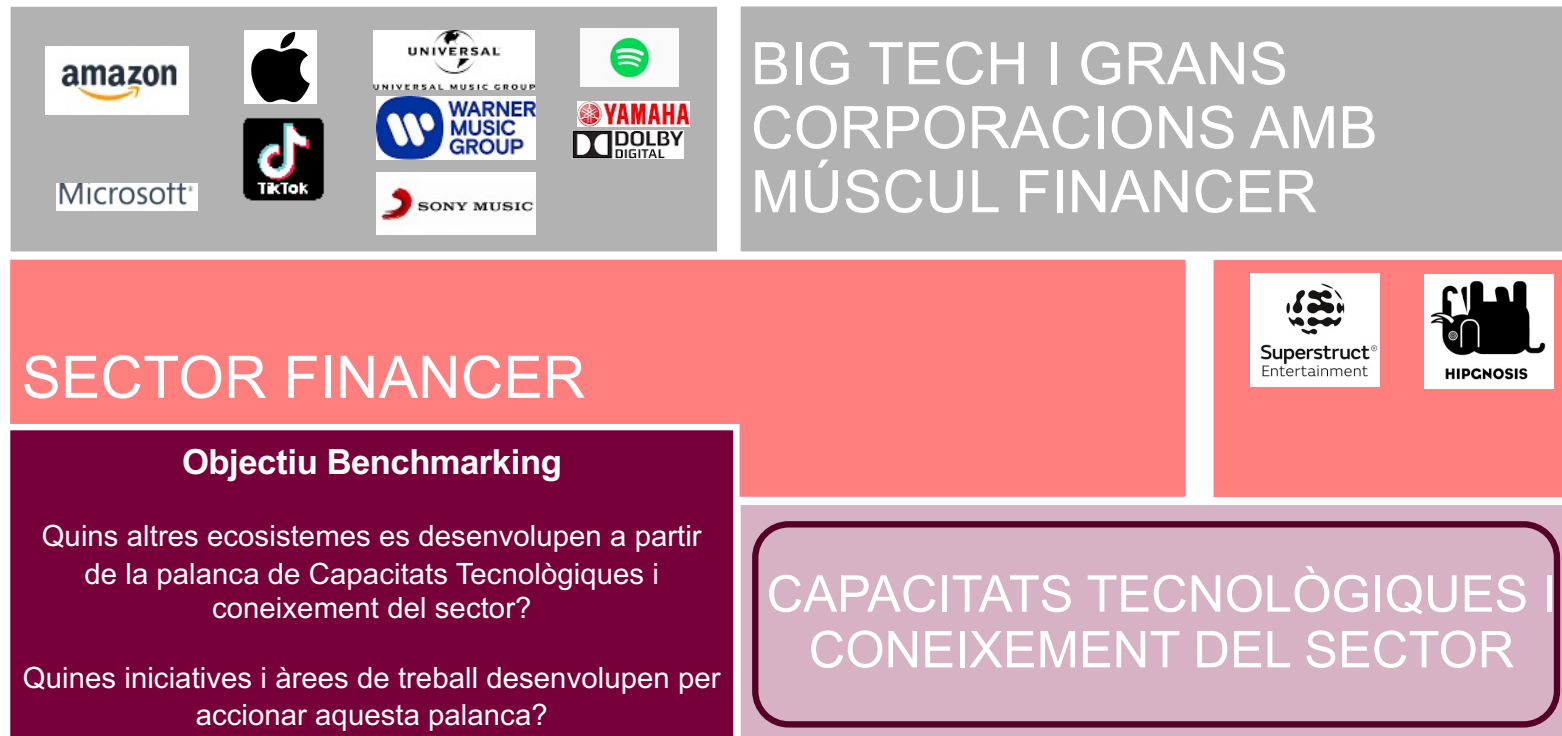 amazon
Microsoft
TikTok
UNIVERSAL
UNIVERSAL MUSIC GROUP
WARNER
MUSIC
GROUP
SONY MUSIC
YAMAHA
DOLBY
DIGITAL
BIG TECH I GRANS
CORPORACIONS AMB
MÚSCUL FINANCER
SECTOR FINANCER
Superstruct®
Entertainment
HIPGNOSIS
Objectiu Benchmarking
Quins altres ecosistemes es desenvolupen a partir
de la palanca de Capacitats Tecnològiques i
coneixement del sector?
Quines iniciatives i àrees de treball desenvolupen per
accionar aquesta palanca?
CAPACITATS TECNOLÒGIQUES I
CONEIXEMENT DEL SECTOR